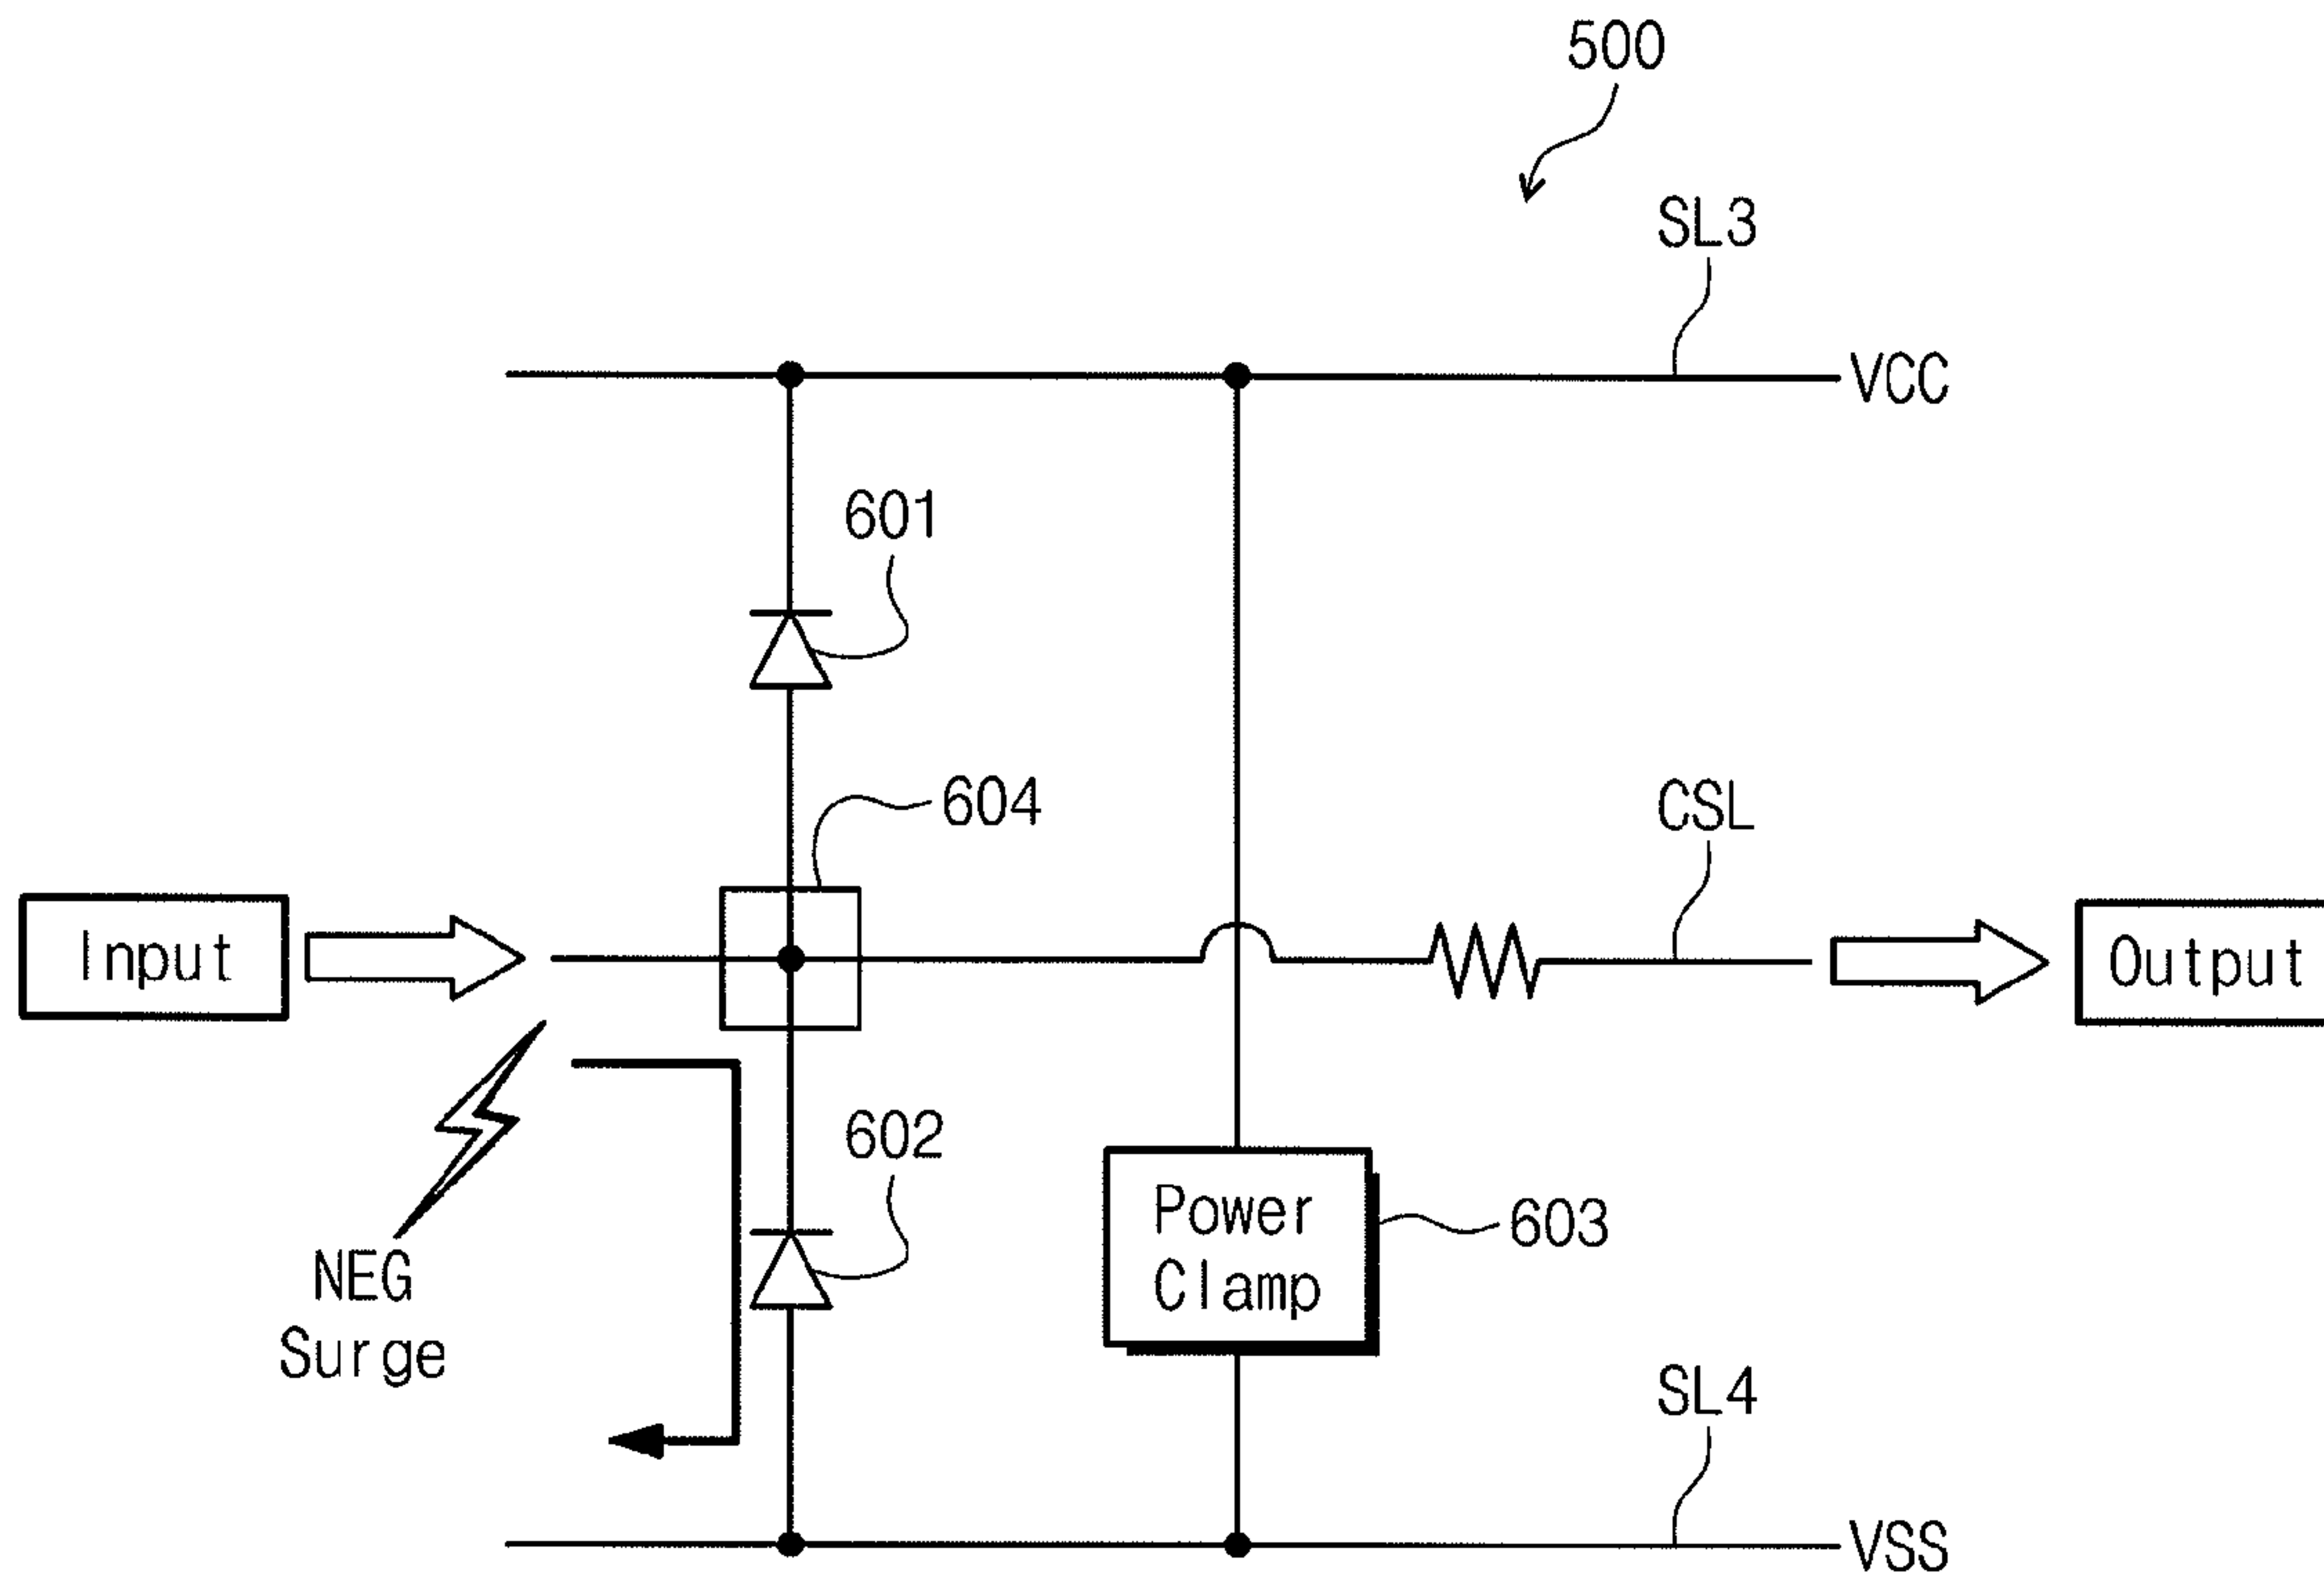 500
SL3
VCC
601
604
CSL
Input
Output
602
Power
Clamp
603
NEG
Surge
SL4
VSS